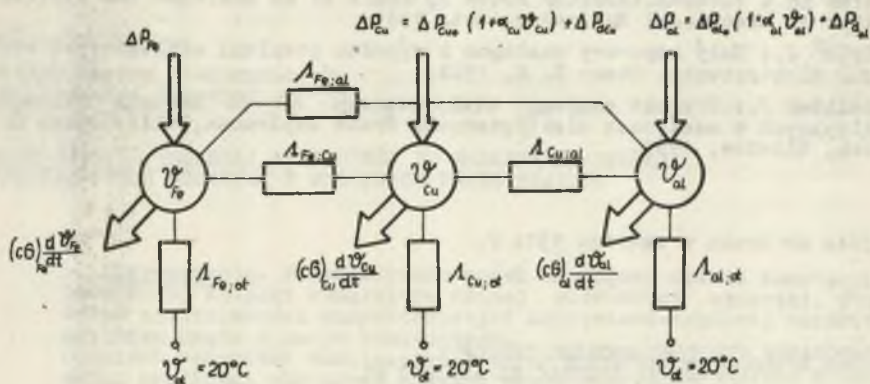 ΔP_Cu = ΔP_Cu₀ (1+α_Cu ϑ_Cu) + ΔP_dCu ΔP_al = ΔP_al₀ (1+α_al ϑ_al) + ΔP_dal
ΔP_Fe
Λ_Fe;al
Λ_Fe;Cu Λ_Cu;al
ϑ_Fe ϑ_Cu ϑ_al
(cG)_Fe dϑ_Fe/dt (cG)_Cu dϑ_Cu/dt (cG)_al dϑ_al/dt
Λ_Fe;ot Λ_Cu;ot Λ_al;ot
ϑ_ot = 20°C ϑ_ot = 20°C ϑ_ot = 20°C